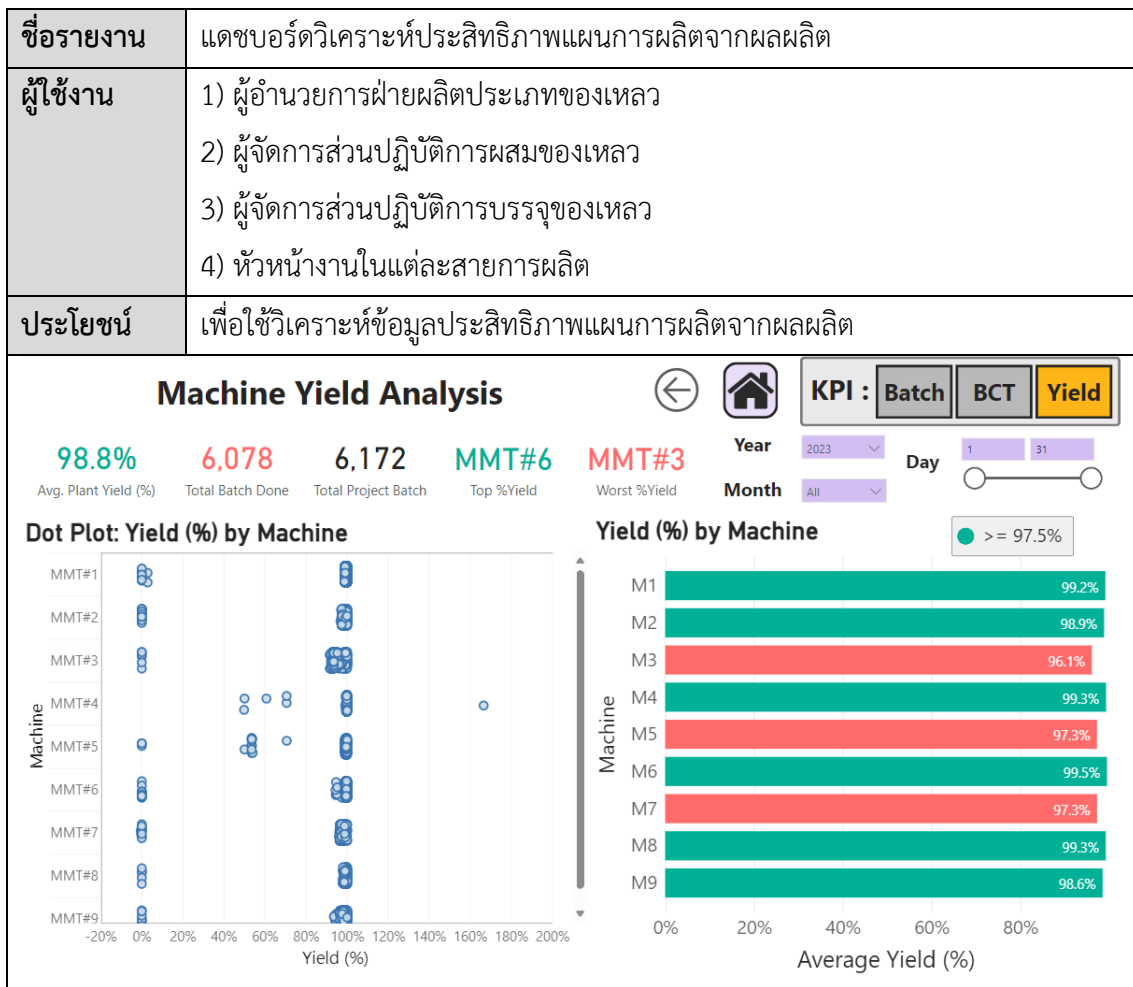 ชื่อรายงาน แดชบอร์ดวิเคราะห์ประสิทธิภาพแผนการผลิตจากผลผลิต
ผู้ใช้งาน 1) ผู้อำนวยการฝ่ายผลิตประเภทของเหลว
2) ผู้จัดการส่วนปฏิบัติการผสมของเหลว
3) ผู้จัดการส่วนปฏิบัติการบรรจุของเหลว
4) หัวหน้างานในแต่ละสายการผลิต
ประโยชน์ เพื่อใช้วิเคราะห์ข้อมูลประสิทธิภาพแผนการผลิตจากผลผลิต
Machine Yield Analysis
KPI : Batch BCT Yield
98.8% 6,078 6,172 MMT#6 MMT#3
Avg. Plant Yield (%) Total Batch Done Total Project Batch Top %Yield Worst %Yield
Year 2023
Month All
Day 1 31
Dot Plot: Yield (%) by Machine
MMT#1
MMT#2
MMT#3
MMT#4
MMT#5
MMT#6
MMT#7
MMT#8
MMT#9
Machine
-20% 0% 20% 40% 60% 80% 100% 120% 140% 160% 180% 200%
Yield (%)
Yield (%) by Machine
>= 97.5%
M1 99.2%
M2 98.9%
M3 96.1%
M4 99.3%
M5 97.3%
M6 99.5%
M7 97.3%
M8 99.3%
M9 98.6%
Machine
0% 20% 40% 60% 80%
Average Yield (%)